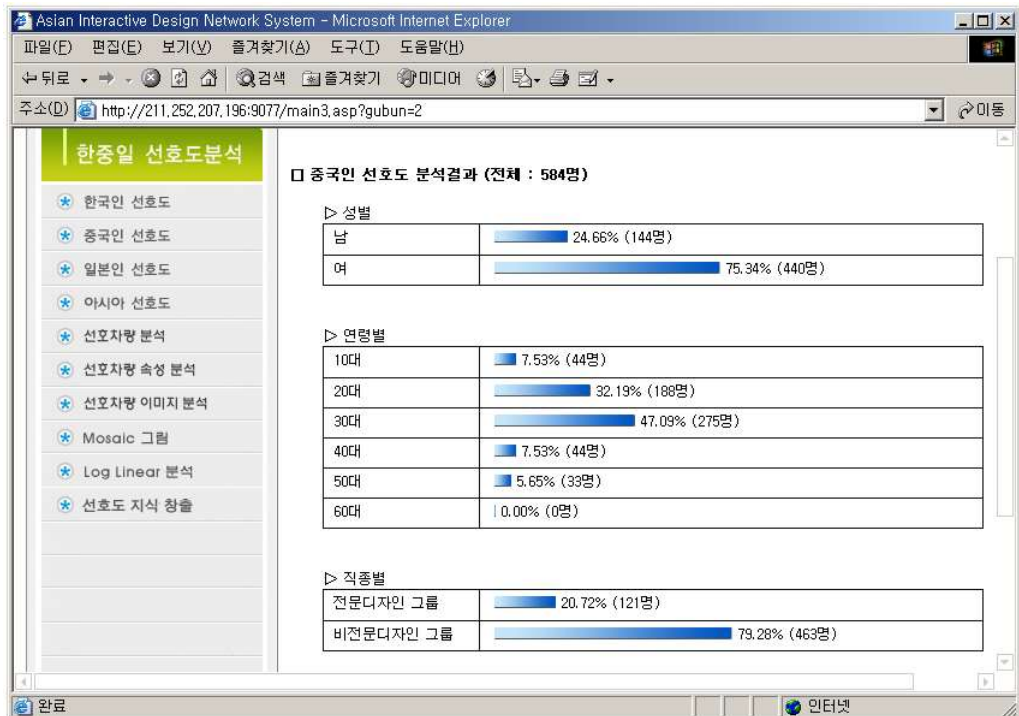 Asian Interactive Design Network System - Microsoft Internet Explorer
파일(F) 편집(E) 보기(V) 즐겨찾기(A) 도구(T) 도움말(H)
뒤로 검색 즐겨찾기 미디어
주소(D) http://211,252,207,196:9077/main3,asp?gubun=2 이동
한중일 선호도분석
한국인 선호도
중국인 선호도
일본인 선호도
아시아 선호도
선호차량 분석
선호차량 속성 분석
선호차량 이미지 분석
Mosaic 그림
Log Linear 분석
선호도 지식 창출
□ 중국인 선호도 분석결과 (전체 : 584명)
▷ 성별
남 24.66% (144명)
여 75.34% (440명)
▷ 연령별
10대 7.53% (44명)
20대 32.19% (188명)
30대 47.09% (275명)
40대 7.53% (44명)
50대 5.65% (33명)
60대 0.00% (0명)
▷ 직종별
전문디자인 그룹 20.72% (121명)
비전문디자인 그룹 79.28% (463명)
완료 인터넷